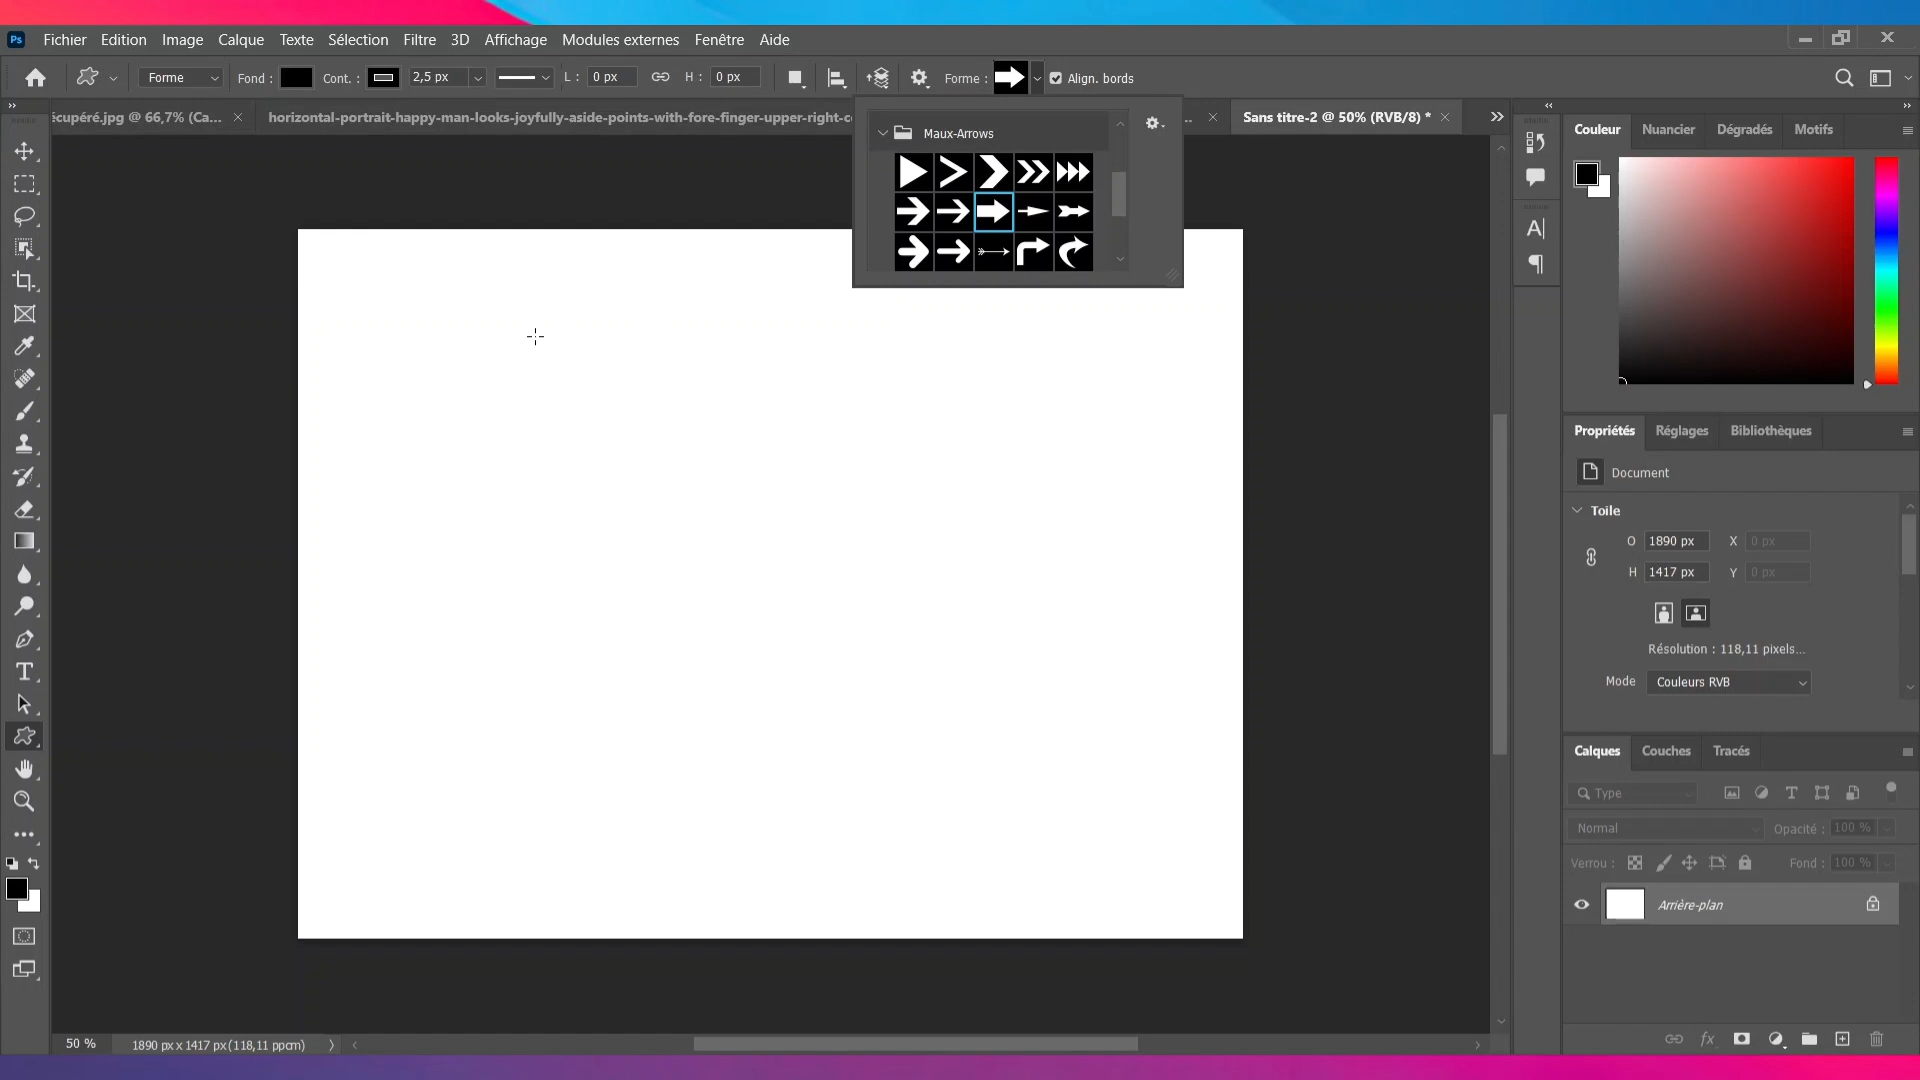 Ps Fichier Edition Image Calque Texte Sélection Filtre 3D Affichage Modules externes Fenêtre Aide
Forme Fond : Cont. : 2,5 px L : 0 px H : 0 px Forme : Align. bords
écupéré.jpg @ 66,7% (Ca... horizontal-portrait-happy-man-looks-joyfully-aside-points-with-fore-finger-upper-right-c ... Sans titre-2 @ 50% (RVB/8) *
Maux-Arrows
Couleur Nuancier Dégradés Motifs
Propriétés Réglages Bibliothèques
Document
Toile
O 1890 px X 0 px
H 1417 px Y 0 px
Résolution : 118,11 pixels...
Mode Couleurs RVB
Calques Couches Tracés
Type
Normal Opacité : 100 %
Verrou : Fond : 100 %
Arrière-plan
50 % 1890 px x 1417 px (118,11 ppcm)